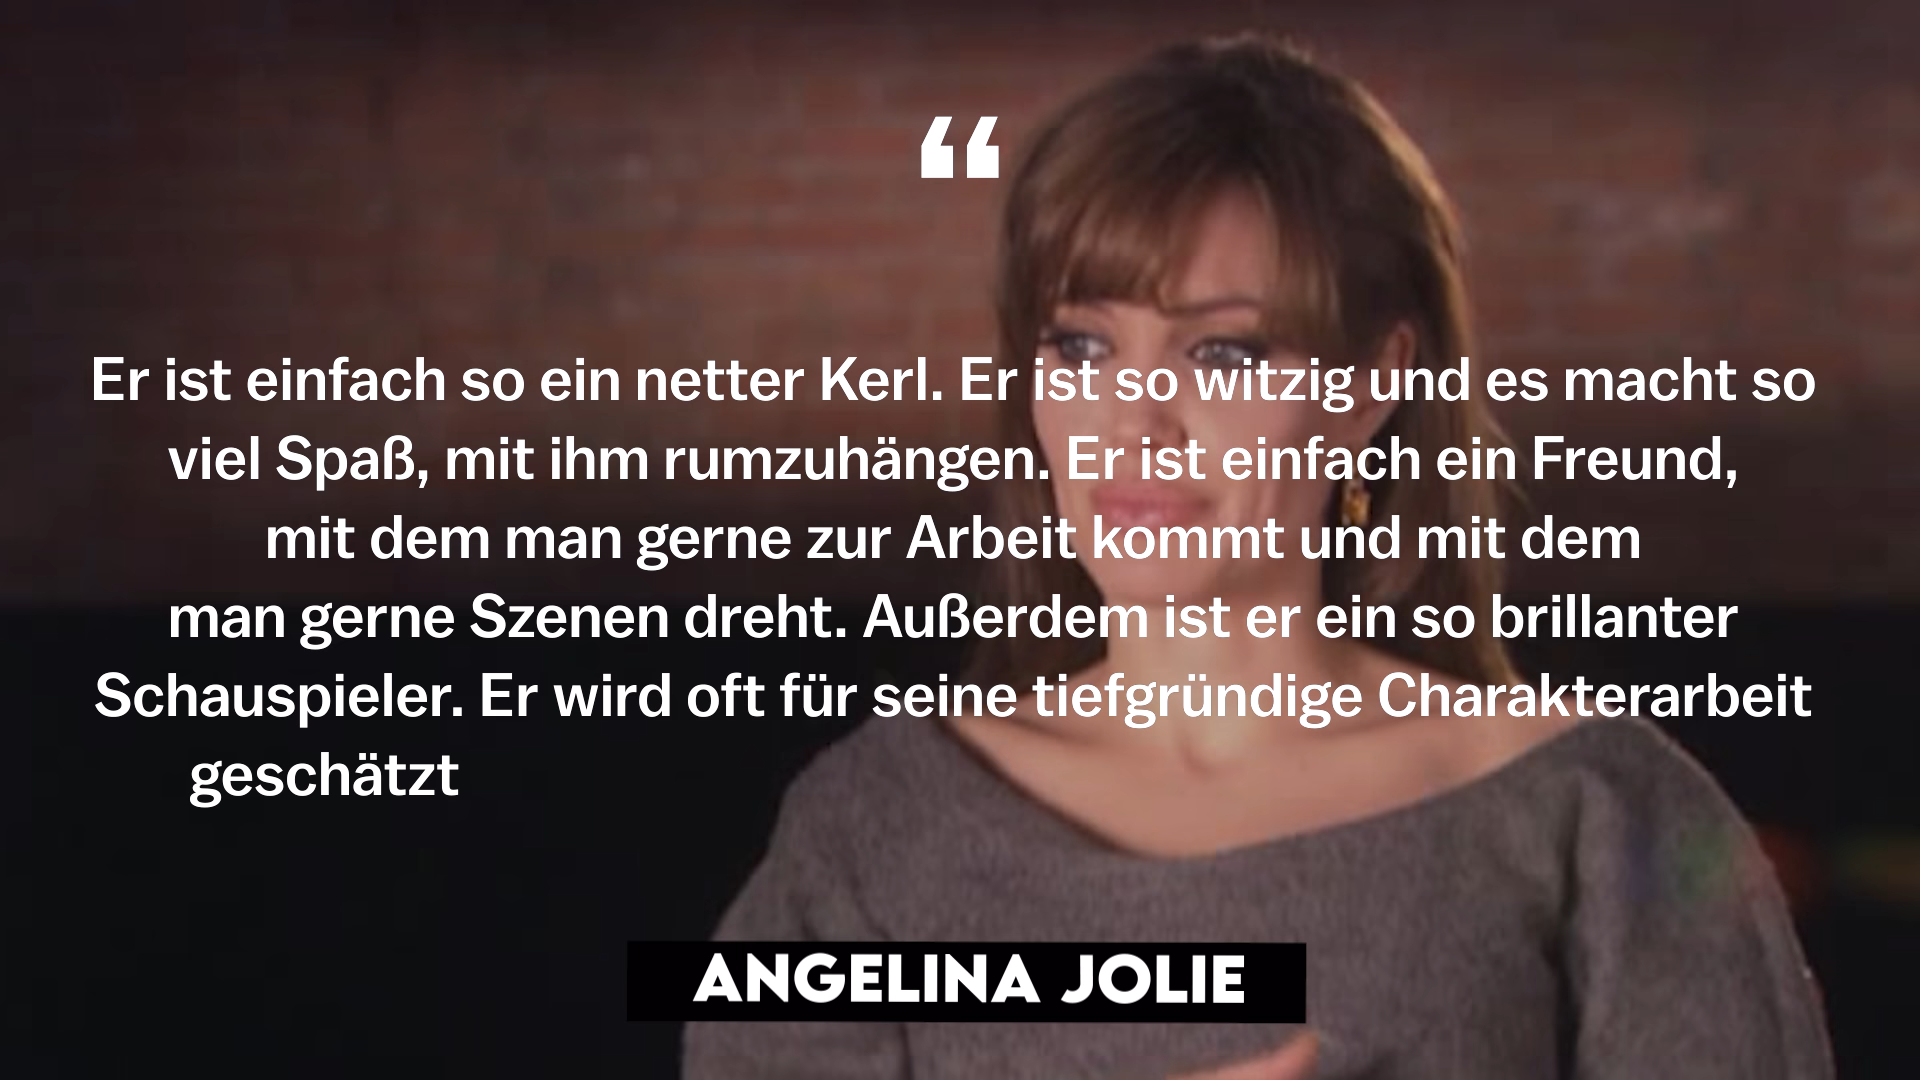 “
Er ist einfach so ein netter Kerl. Er ist so witzig und es macht so
viel Spaß, mit ihm rumzuhängen. Er ist einfach ein Freund,
mit dem man gerne zur Arbeit kommt und mit dem
man gerne Szenen dreht. Außerdem ist er ein so brillanter
Schauspieler. Er wird oft für seine tiefgründige Charakterarbeit
geschätzt
ANGELINA JOLIE